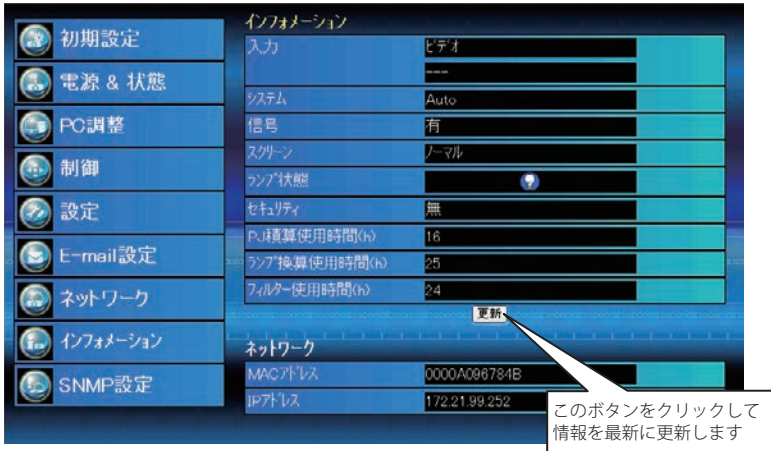 初期設定
電源 & 状態
PC調整
制御
設定
E-mail設定
ネットワーク
インフォメーション
SNMP設定
インフォメーション
入力 ビデオ
---
システム Auto
信号 有
スクリーン ノーマル
ランプ状態
セキュリティ 無
PJ積算使用時間(h) 16
ランプ換算使用時間(h) 25
フィルター使用時間(h) 24
更新
ネットワーク
MACアドレス 0000A096784B
IPアドレス 172.21.99.252
このボタンをクリックして
情報を最新に更新します